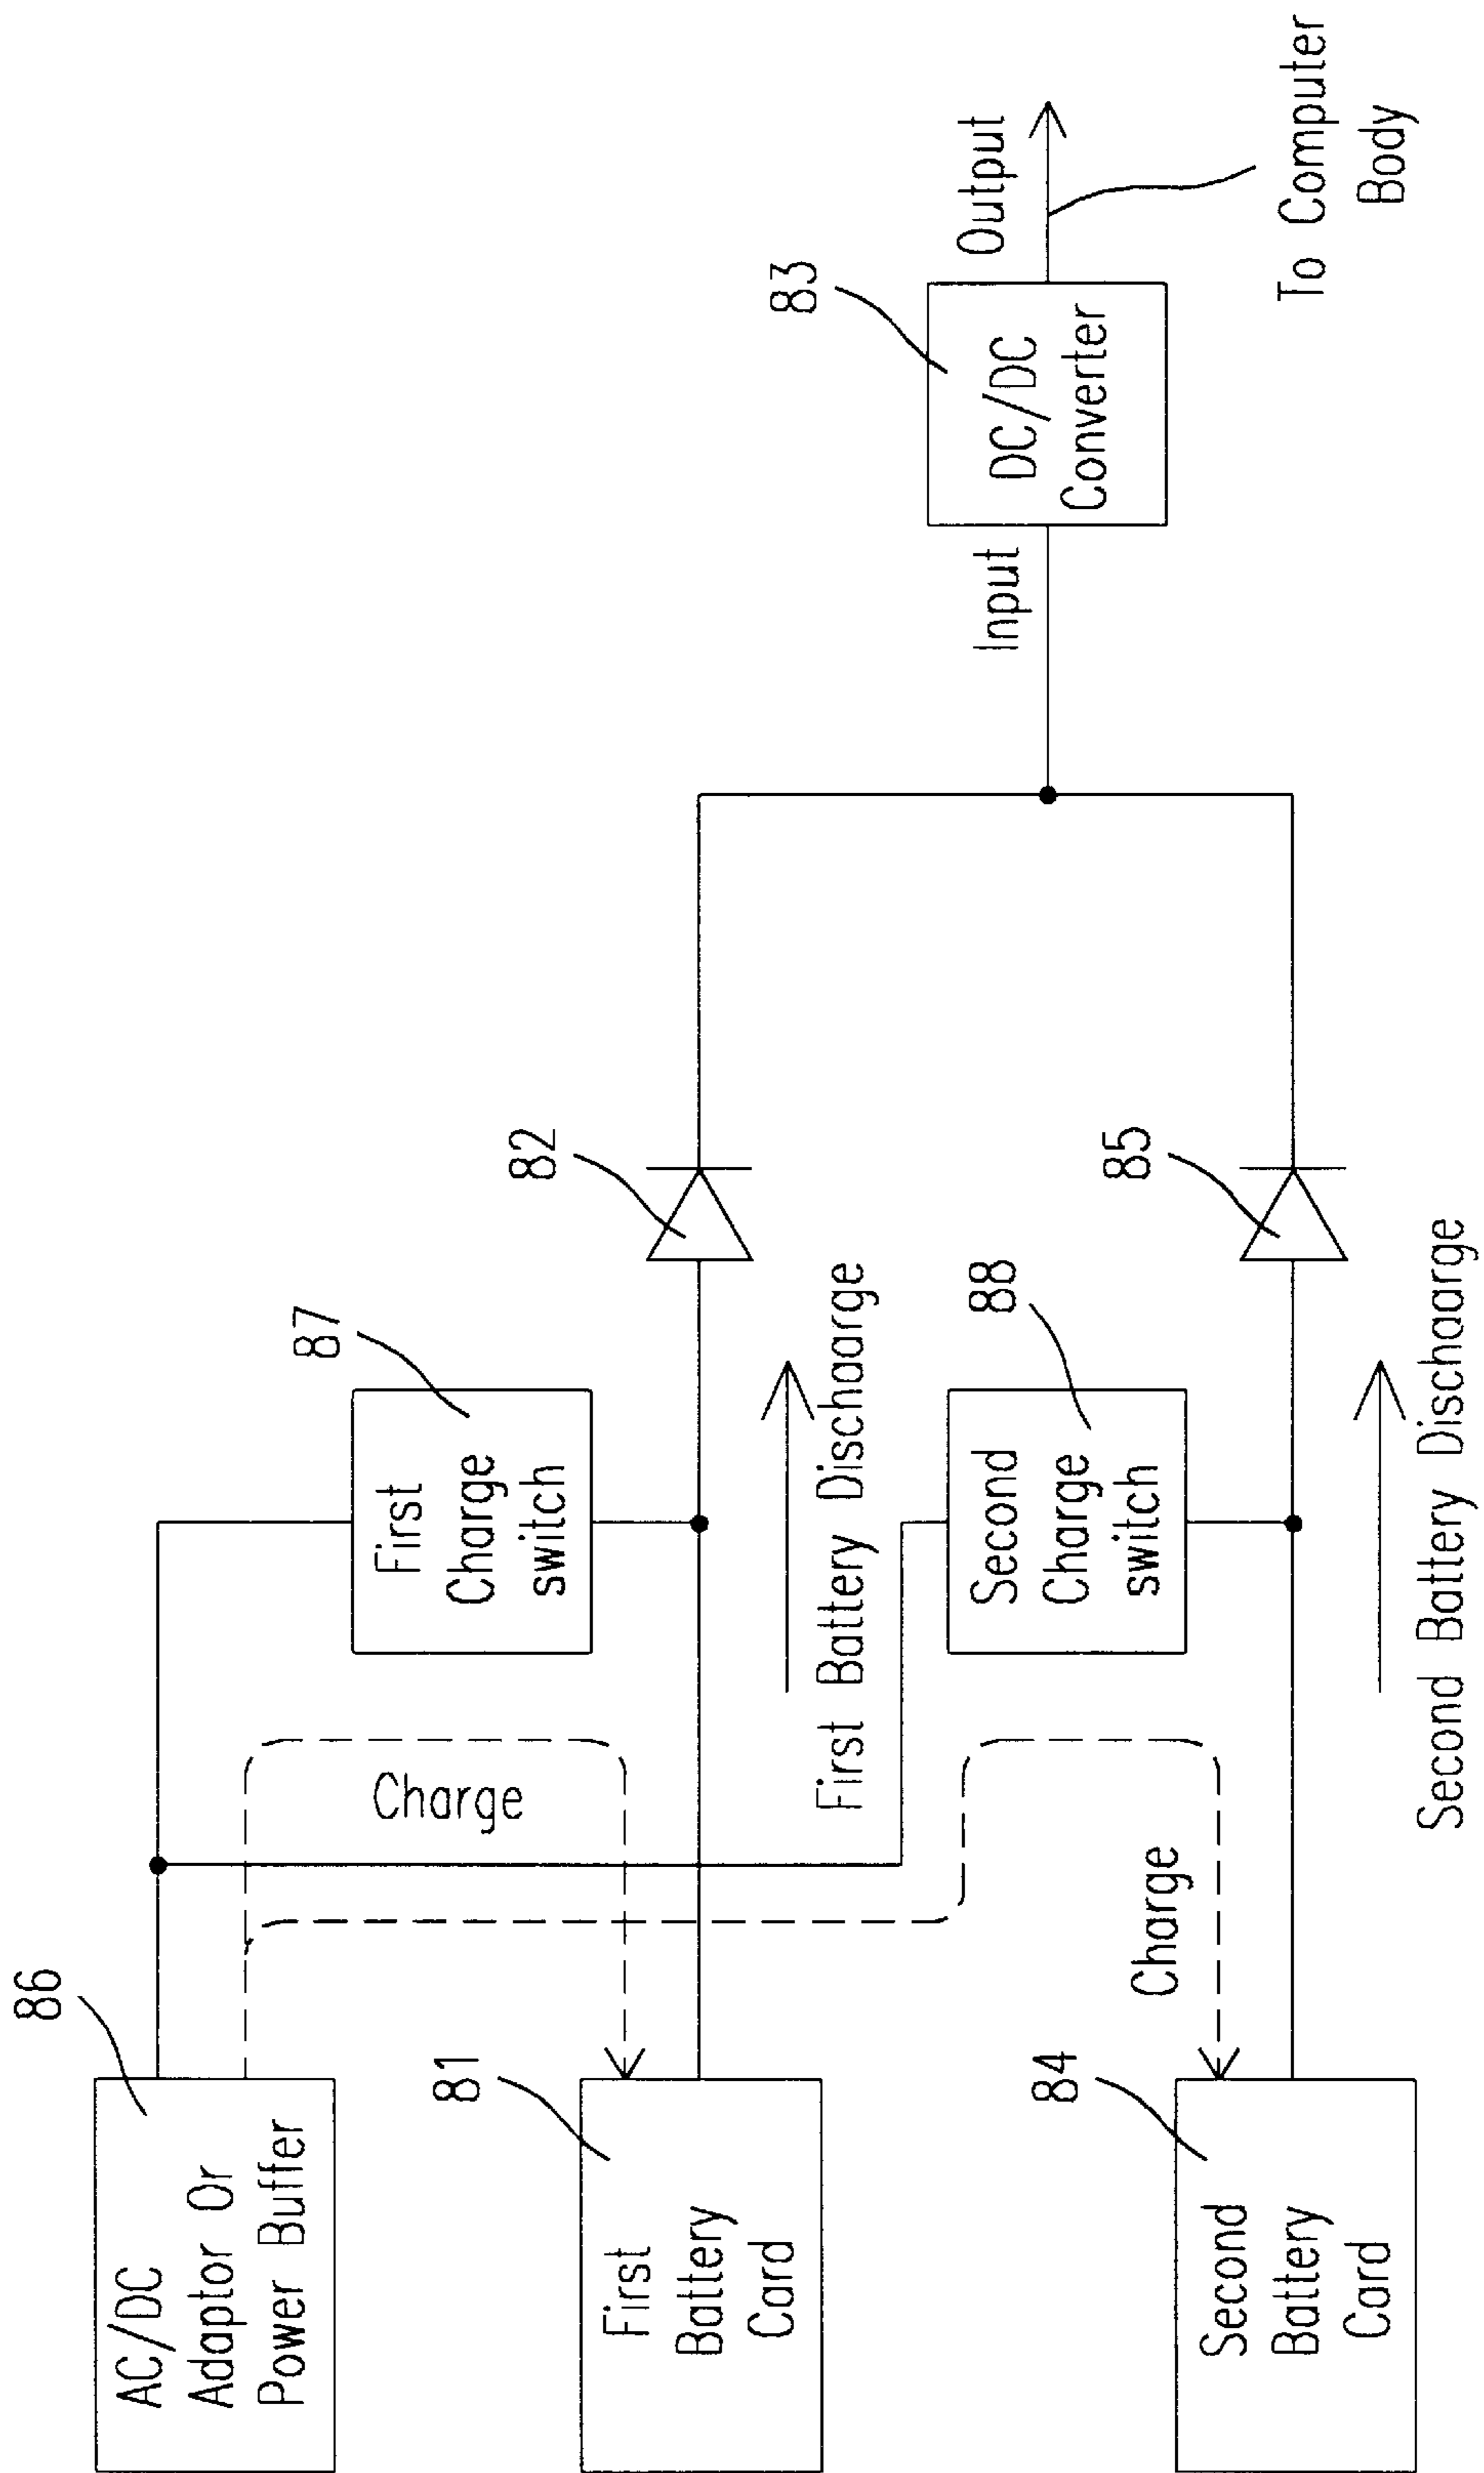 86
AC/DC
Adaptor Or
Power Buffer
Charge
87
First
Charge
switch
81
First
Battery
Card
82
First Battery Dischaarge
83
DC/DC
Converter
Input
Output
To Computer
Body
88
Second
Charge
switch
Charge
84
Second
Battery
Card
85
Second Battery Dischaarge